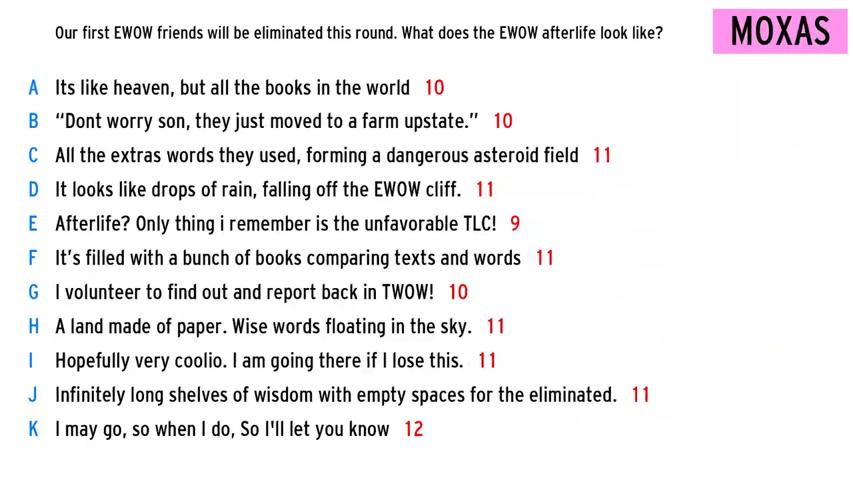 Our first EWOW friends will be eliminated this round. What does the EWOW afterlife look like?
MOXAS
A Its like heaven, but all the books in the world 10
B “Dont worry son, they just moved to a farm upstate.” 10
C All the extras words they used, forming a dangerous asteroid field 11
D It looks like drops of rain, falling off the EWOW cliff. 11
E Afterlife? Only thing i remember is the unfavorable TLC! 9
F It’s filled with a bunch of books comparing texts and words 11
G I volunteer to find out and report back in TWOW! 10
H A land made of paper. Wise words floating in the sky. 11
I Hopefully very coolio. I am going there if I lose this. 11
J Infinitely long shelves of wisdom with empty spaces for the eliminated. 11
K I may go, so when I do, So I'll let you know 12